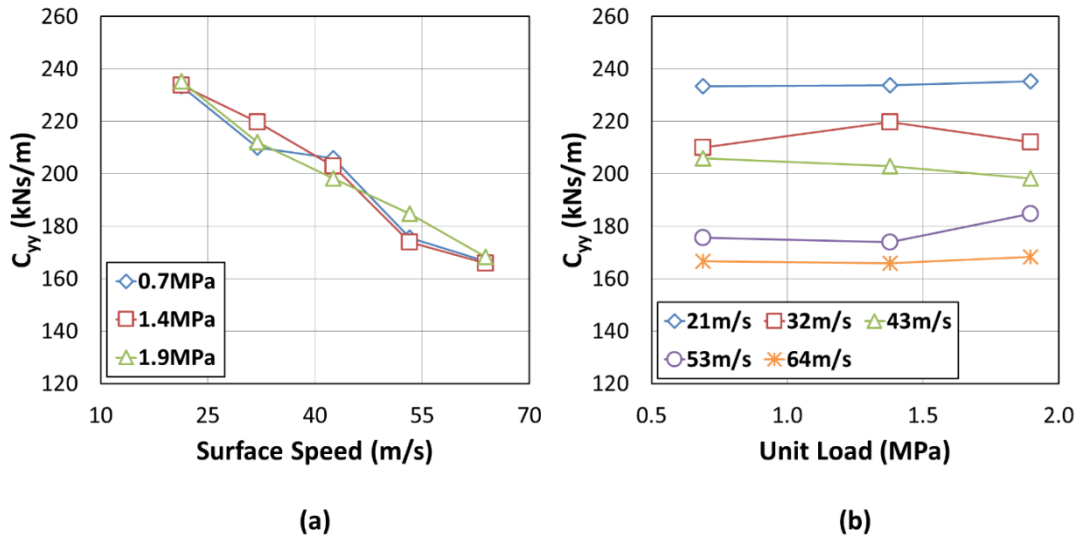 260
240
220
200
180
160
140
120
C_yy (kNs/m)
0.7MPa
1.4MPa
1.9MPa
10 25 40 55 70
Surface Speed (m/s)
(a)
260
240
220
200
180
160
140
120
C_yy (kNs/m)
21m/s 32m/s 43m/s
53m/s 64m/s
0.5 1.0 1.5 2.0
Unit Load (MPa)
(b)